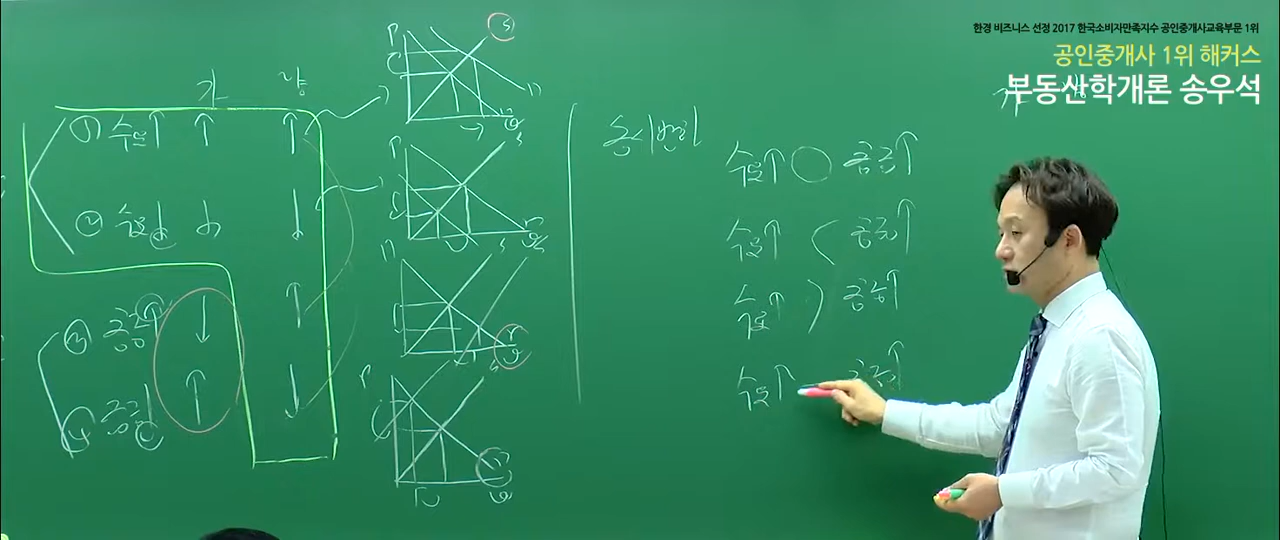 한경 비즈니스 선정 2017 한국소비자만족지수 공인중개사교육부문 1위
공인중개사 1위 해커스
부동산학개론 송우석
가 량
① 수요↑ ↑ ↑
② 수요↓ ↓ ↓
③ 공급↑ ↓ ↑
④ 공급↓ ↑ ↓
동시변화
수요↑ ○ 공급↑
수요↑ < 공급↑
수요↑ > 공급↑
수요↑ 공급↑